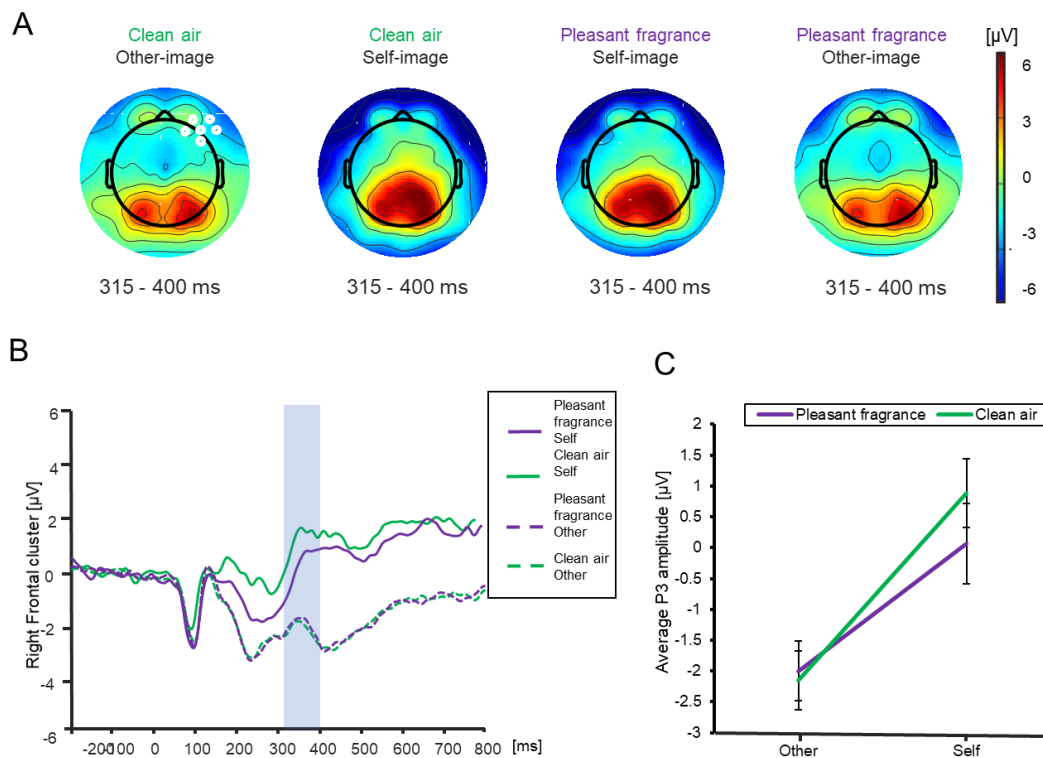 A
Clean air
Other-image
Clean air
Self-image
Pleasant fragrance
Self-image
Pleasant fragrance
Other-image
[µV]
6
3
0
-3
-6
315 - 400 ms
315 - 400 ms
315 - 400 ms
315 - 400 ms
B
Right Frontal cluster [µV]
6
4
2
0
-2
-4
-6
-200
-100
0
100
200
300
400
500
600
700
800
[ms]
Pleasant
fragrance
Self
Clean air
Self
Pleasant
fragrance
Other
Clean air
Other
C
Pleasant fragrance
Clean air
Average P3 amplitude [µV]
2
1.5
1
0.5
0
-0.5
-1
-1.5
-2
-2.5
-3
Other
Self